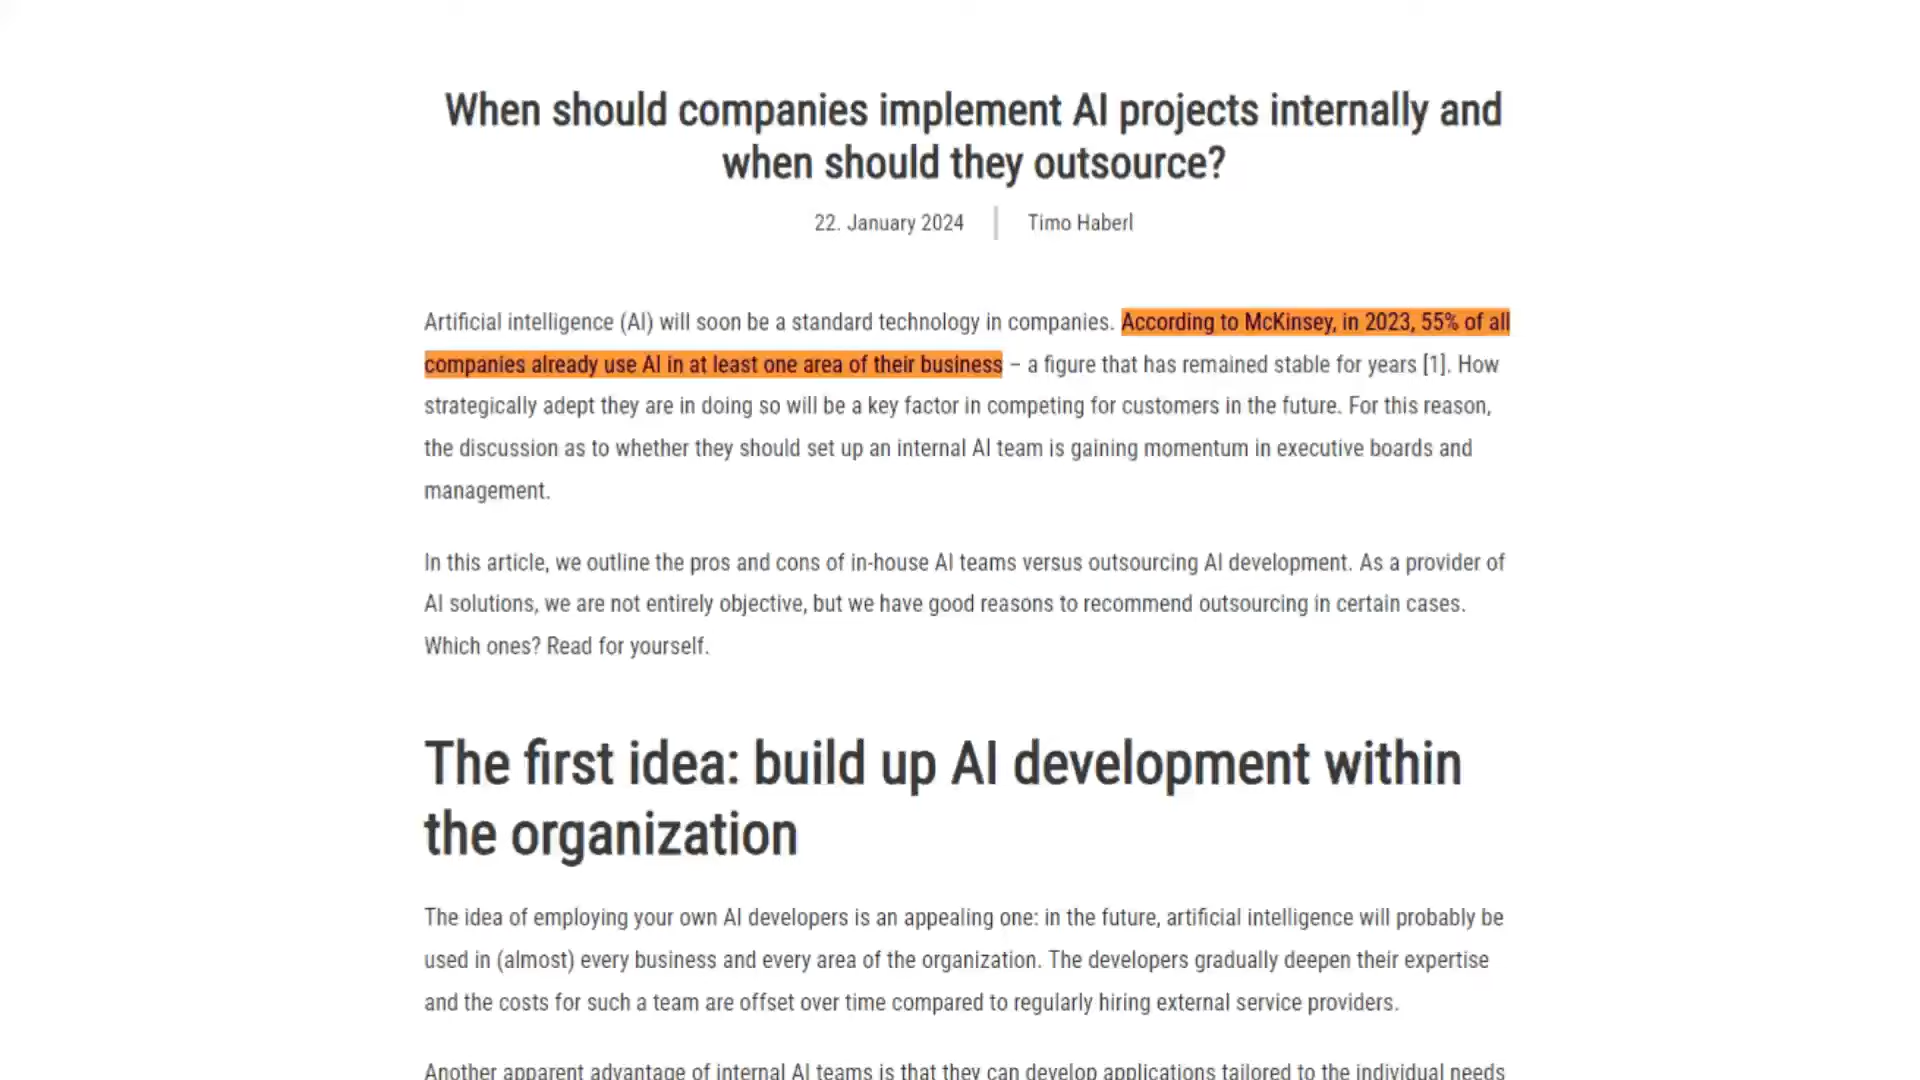 When should companies implement AI projects internally and
when should they outsource?
22. January 2024 Timo Haberl
Artificial intelligence (AI) will soon be a standard technology in companies. According to McKinsey, in 2023, 55% of all
companies already use AI in at least one area of their business – a figure that has remained stable for years [1]. How
strategically adept they are in doing so will be a key factor in competing for customers in the future. For this reason,
the discussion as to whether they should set up an internal AI team is gaining momentum in executive boards and
management.
In this article, we outline the pros and cons of in-house AI teams versus outsourcing AI development. As a provider of
AI solutions, we are not entirely objective, but we have good reasons to recommend outsourcing in certain cases.
Which ones? Read for yourself.
The first idea: build up AI development within
the organization
The idea of employing your own AI developers is an appealing one: in the future, artificial intelligence will probably be
used in (almost) every business and every area of the organization. The developers gradually deepen their expertise
and the costs for such a team are offset over time compared to regularly hiring external service providers.
Another apparent advantage of internal AI teams is that they can develop applications tailored to the individual needs